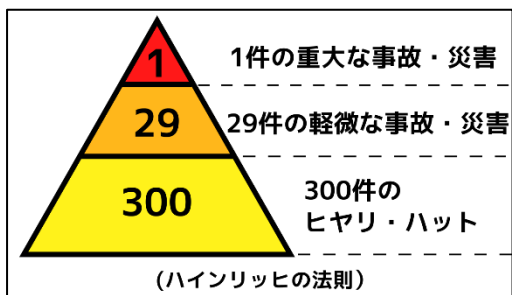 1
1件の重大な事故・災害
29
29件の軽微な事故・災害
300
300件の
ヒヤリ・ハット
(ハインリッヒの法則)